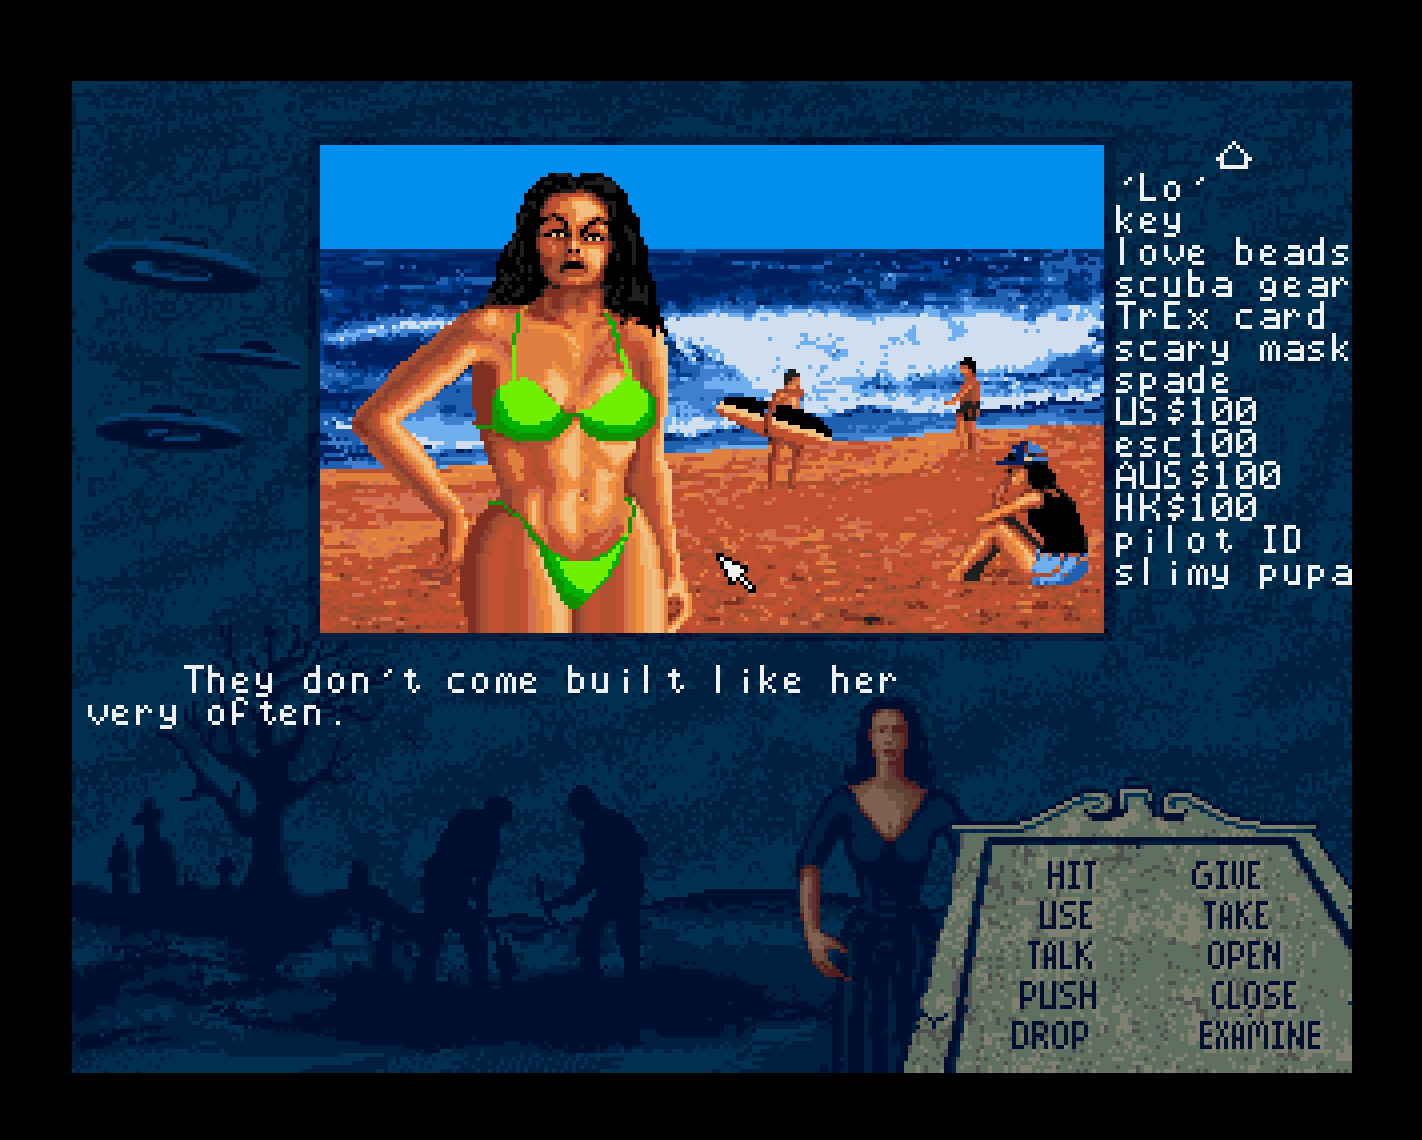 'Lo'
key
love beads
scuba gear
TrEx card
scary mask
spade
US$100
esc100
AUS$100
HK$100
pilot ID
slimy pupa
They don't come built like her
very often.
HIT GIVE
USE TAKE
TALK OPEN
PUSH CLOSE
DROP EXAMINE